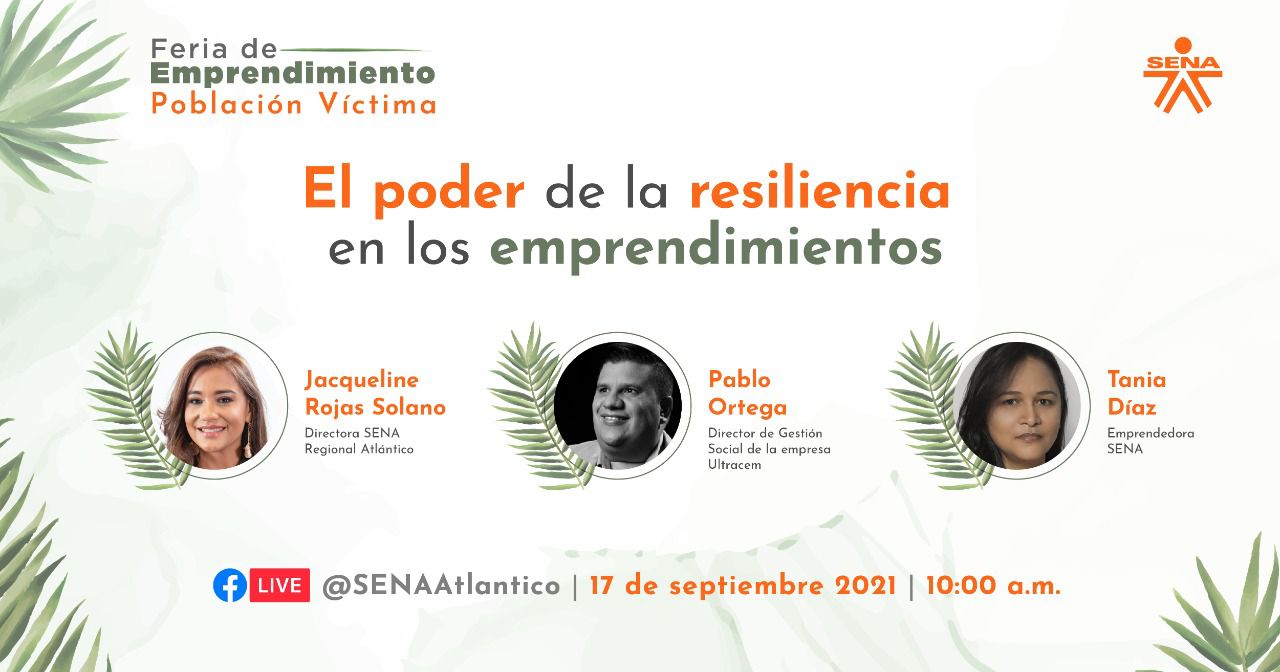 Feria de
Emprendimiento
Población Víctima
SENA
El poder de la resiliencia
en los emprendimientos
Jacqueline
Rojas Solano
Directora SENA
Regional Atlántico
Pablo
Ortega
Director de Gestión
Social de la empresa
Ultracem
Tania
Díaz
Emprendedora
SENA
LIVE @SENAAtlantico | 17 de septiembre 2021 | 10:00 a.m.